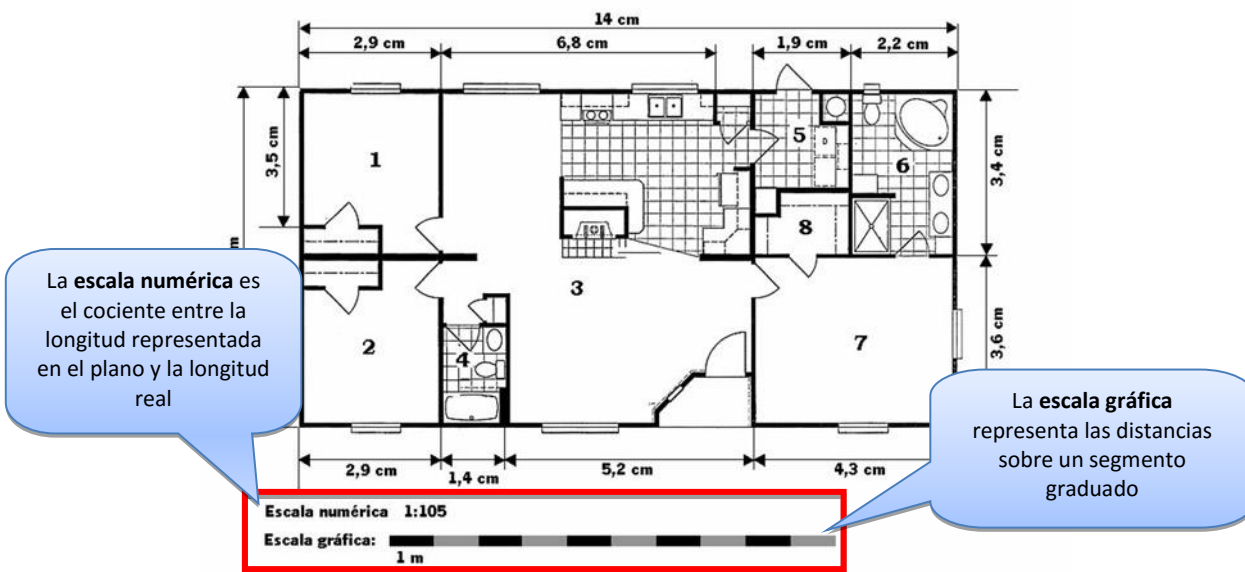 14 cm
2,9 cm 6,8 cm 1,9 cm 2,2 cm
3,5 cm
1
5
6
3,4 cm
8
3
2
4
7
3,6 cm
m
La escala numérica es
el cociente entre la
longitud representada
en el plano y la longitud
real
La escala gráfica
representa las distancias
sobre un segmento
graduado
2,9 cm 1,4 cm 5,2 cm 4,3 cm
Escala numérica 1:105
Escala gráfica:
1 m